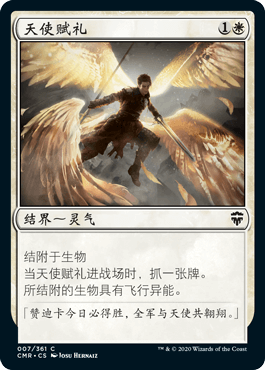 天使赋礼 1
结界～灵气
结附于生物
当天使赋礼进战场时，抓一张牌。
所结附的生物具有飞行异能。
「赞迪卡今日必得胜，全军与天使共翱翔。」
007/361 C
CMR • CS Josu Hernaiz
™ & © 2020 Wizards of the Coast